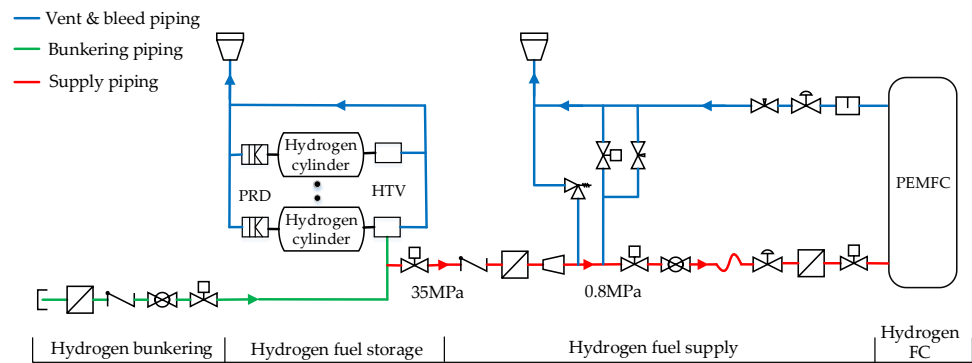 Vent & bleed piping
Bunkering piping
Supply piping
Hydrogen
cylinder
PRD
HTV
Hydrogen
cylinder
PEMFC
35MPa
0.8MPa
Hydrogen bunkering
Hydrogen fuel storage
Hydrogen fuel supply
Hydrogen
FC